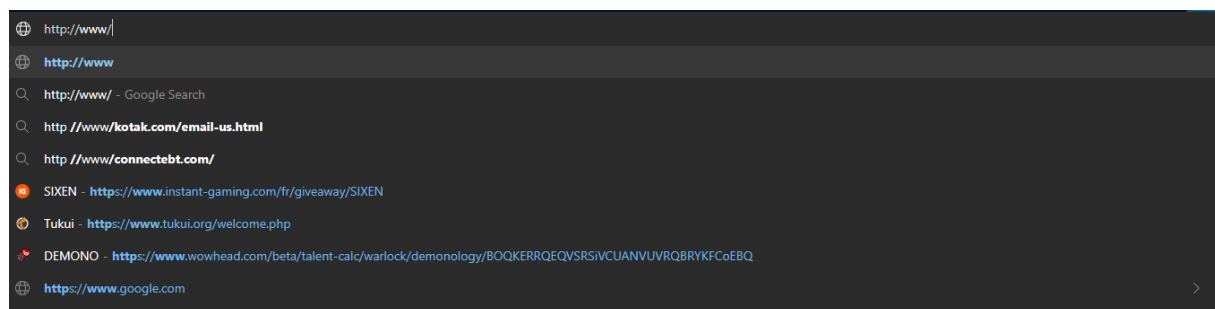 http://www/
http://www
http://www/ - Google Search
http //www/kotak.com/email-us.html
http //www/connectebt.com/
IG SIXEN - https://www.instant-gaming.com/fr/giveaway/SIXEN
Tukui - https://www.tukui.org/welcome.php
DEMONO - https://www.wowhead.com/beta/talent-calc/warlock/demonology/BOQKERRQEQVSRSiVCUANVUVRQBRYKFCoEBQ
https://www.google.com